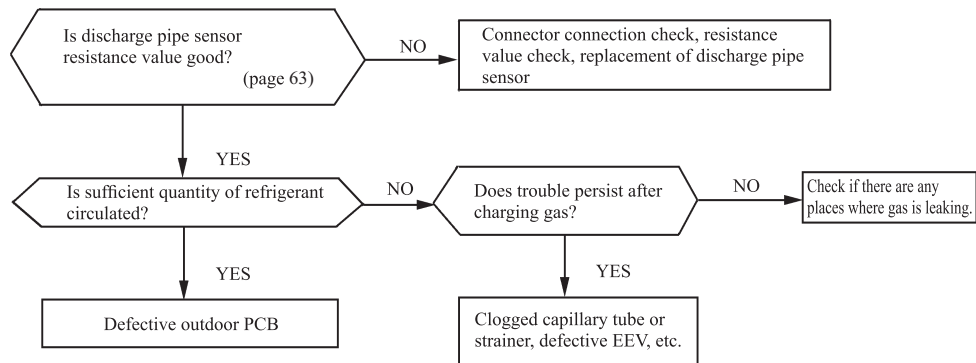 Is discharge pipe sensor
resistance value good?
(page 63)
NO
Connector connection check, resistance
value check, replacement of discharge pipe
sensor
YES
Is sufficient quantity of refrigerant
circulated?
NO
Does trouble persist after
charging gas?
NO
Check if there are any
places where gas is leaking.
YES
YES
Defective outdoor PCB
Clogged capillary tube or
strainer, defective EEV, etc.